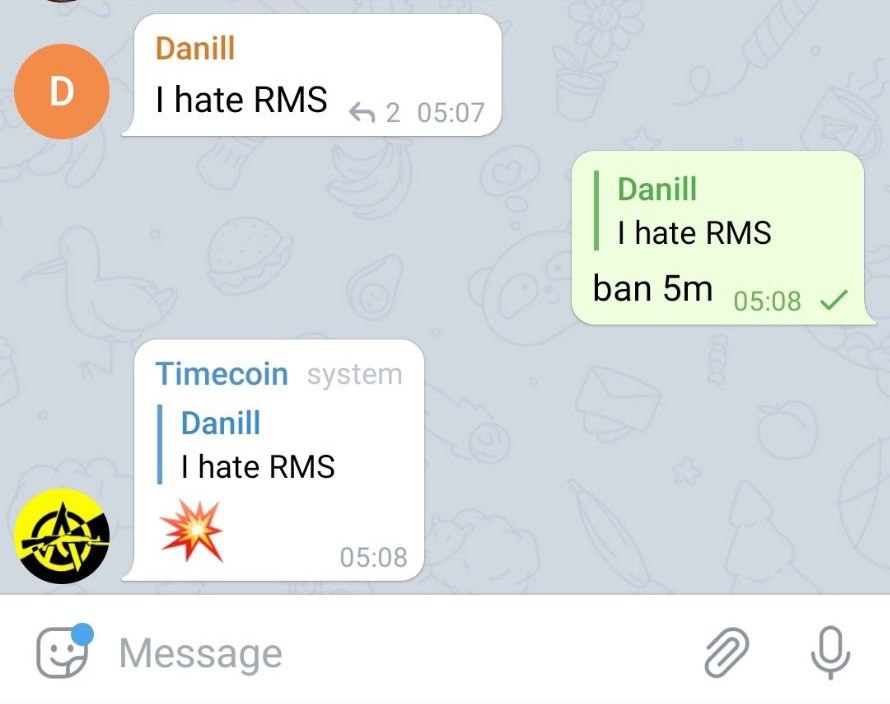 Danill
D
I hate RMS
2 05:07
Danill
I hate RMS
ban 5m 05:08
Timecoin system
Danill
I hate RMS
💥
05:08
Message